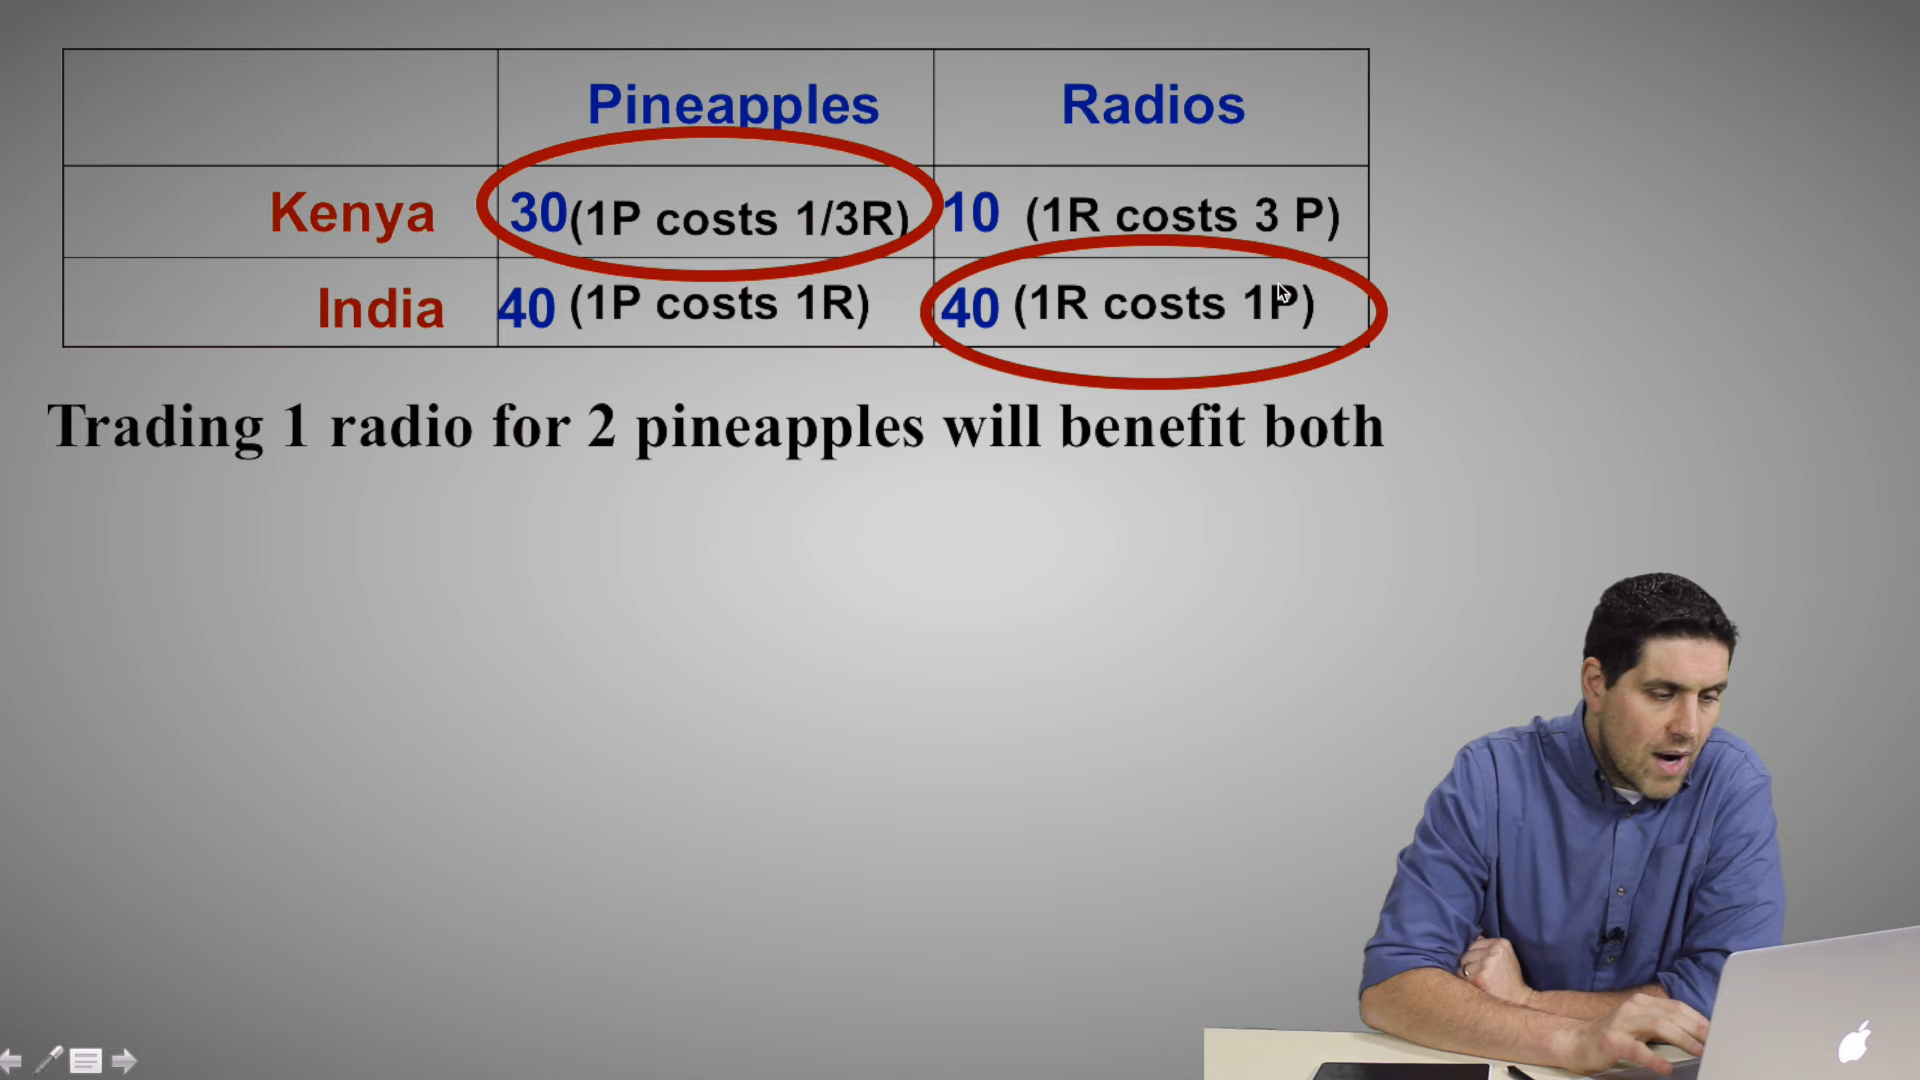 Pineapples Radios
Kenya 30(1P costs 1/3R) 10 (1R costs 3 P)
India 40 (1P costs 1R) 40 (1R costs 1P)
Trading 1 radio for 2 pineapples will benefit both